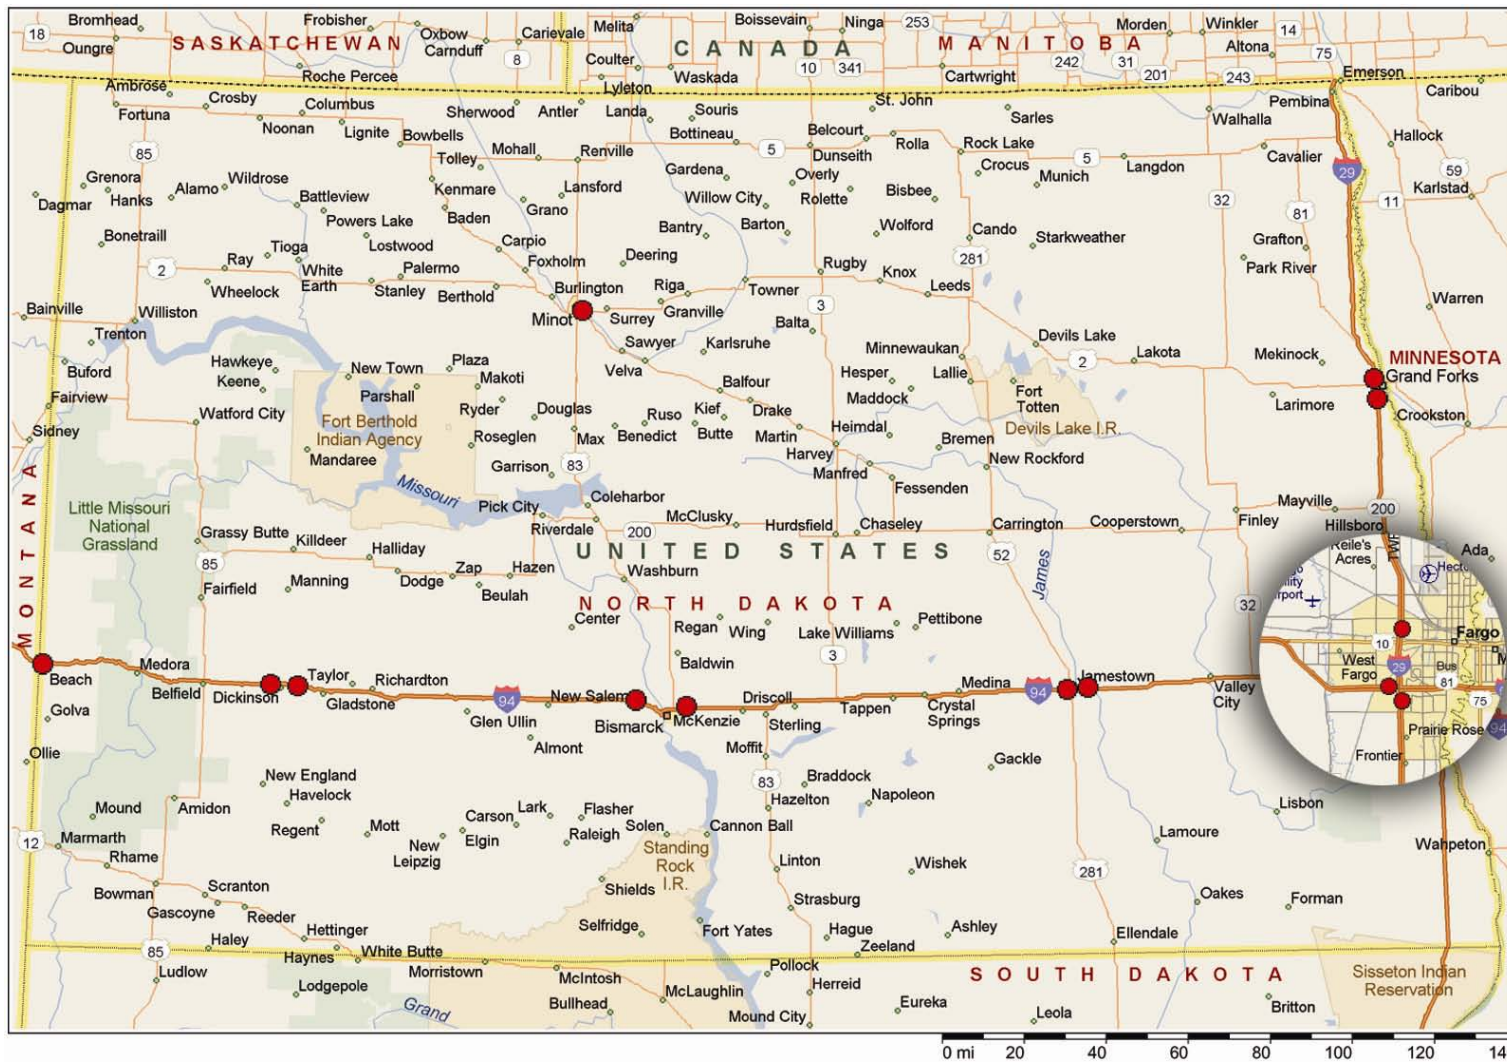 Bromhead
Frobisher
Oxbow
Carievale
Melita
Boissevain
Ninga
253
Morden
Winkler
14
18
Oungre
SASKATCHEWAN
Carnduff
8
Coulter
CANADA
MANITOBA
Altona
75
Roche Percee
Waskada
10
341
Cartwright
242
31
201
243
Emerson
Ambrose
Lyleton
Caribou
Fortuna
Crosby
Columbus
Sherwood
Antler
Landa
Souris
St. John
Sarles
Walhalla
Pembina
Noonan
Lignite
Bowbells
Bottineau
Belcourt
Rolla
Rock Lake
Hallock
85
Tolley
Mohall
Renville
5
Dunseith
Crocus
5
Langdon
Cavalier
29
59
Grenora
Wildrose
Gardena
Overly
Munich
Karlstad
Dagmar
Hanks
Alamo
Battleview
Kenmare
Lansford
Willow City
Rolette
Bisbee
32
81
11
Powers Lake
Baden
Grano
Bonetraill
Lostwood
Carpio
Bantry
Barton
Wolford
Cando
Starkweather
Grafton
Tioga
Foxholm
Deering
281
Park River
2
Ray
White
Earth
Palermo
Rugby
Knox
Wheelock
Stanley
Berthold
Burlington
Riga
Towner
Leeds
Warren
Bainville
Williston
Minot
Surrey
Granville
3
Balta
Trenton
Sawyer
Karlsruhe
Minnewaukan
Devils Lake
2
Lakota
Mekinock
MINNESOTA
Buford
Hawkeye
New Town
Plaza
Velva
Hesper
Lallie
Grand Forks
Keene
Makoti
Balfour
Fairview
Parshall
Maddock
Fort
Totten
Larimore
Crookston
Watford City
Fort Berthold
Indian Agency
Ryder
Douglas
Ruso
Kief
Drake
Heimdal
Devils Lake I.R.
Sidney
Roseglen
Max
Benedict
Butte
Martin
Bremen
Mandaree
Garrison
83
Harvey
Manfred
New Rockford
MONTANA
Missouri
Fessenden
Little Missouri
National
Grassland
Pick City
Coleharbor
Mayville
200
Riverdale
200
McClusky
Hurdsfield
Chaseley
Carrington
Cooperstown
Finley
Hillsboro
Grassy Butte
Killdeer
Halliday
UNITED STATES
52
James
Reile's
Acres
Ada
85
Zap
Hazen
Washburn
Fairfield
Manning
Dodge
Beulah
32
NORTH DAKOTA
Center
Regan
Wing
Lake Williams
Pettibone
10
Fargo
Baldwin
3
West
Fargo
29
Bus
81
Beach
Medora
Belfield
Dickinson
Taylor
Richardton
Gladstone
94
New Salem
Driscoll
Medina
94
Jamestown
Valley
City
75
94
Golva
Glen Ullin
Bismarck
McKenzie
Sterling
Tappen
Crystal
Springs
Prairie Rose
Ollie
Almont
Moffit
Gackle
Frontier
New England
83
Braddock
Havelock
Hazelton
Napoleon
Lisbon
Mound
Amidon
Regent
Mott
Carson
Lark
Flasher
Solen
Cannon Ball
Lamoure
12
Marmarth
New
Leipzig
Elgin
Raleigh
Standing
Rock
I.R.
Wahpeton
Rhame
Linton
Wishek
281
Bowman
Scranton
Shields
Oakes
Forman
Gascoyne
Reeder
Strasburg
Hettinger
Selfridge
Fort Yates
Hague
Ashley
Ellendale
85
Haley
Haynes
White Butte
Zeeland
Ludlow
Morristown
McIntosh
Pollock
SOUTH DAKOTA
Sisseton Indian
Reservation
Lodgepole
Grand
Bullhead
McLaughlin
Herreid
Mound City
Eureka
Leola
Britton
0 mi 20 40 60 80 100 120